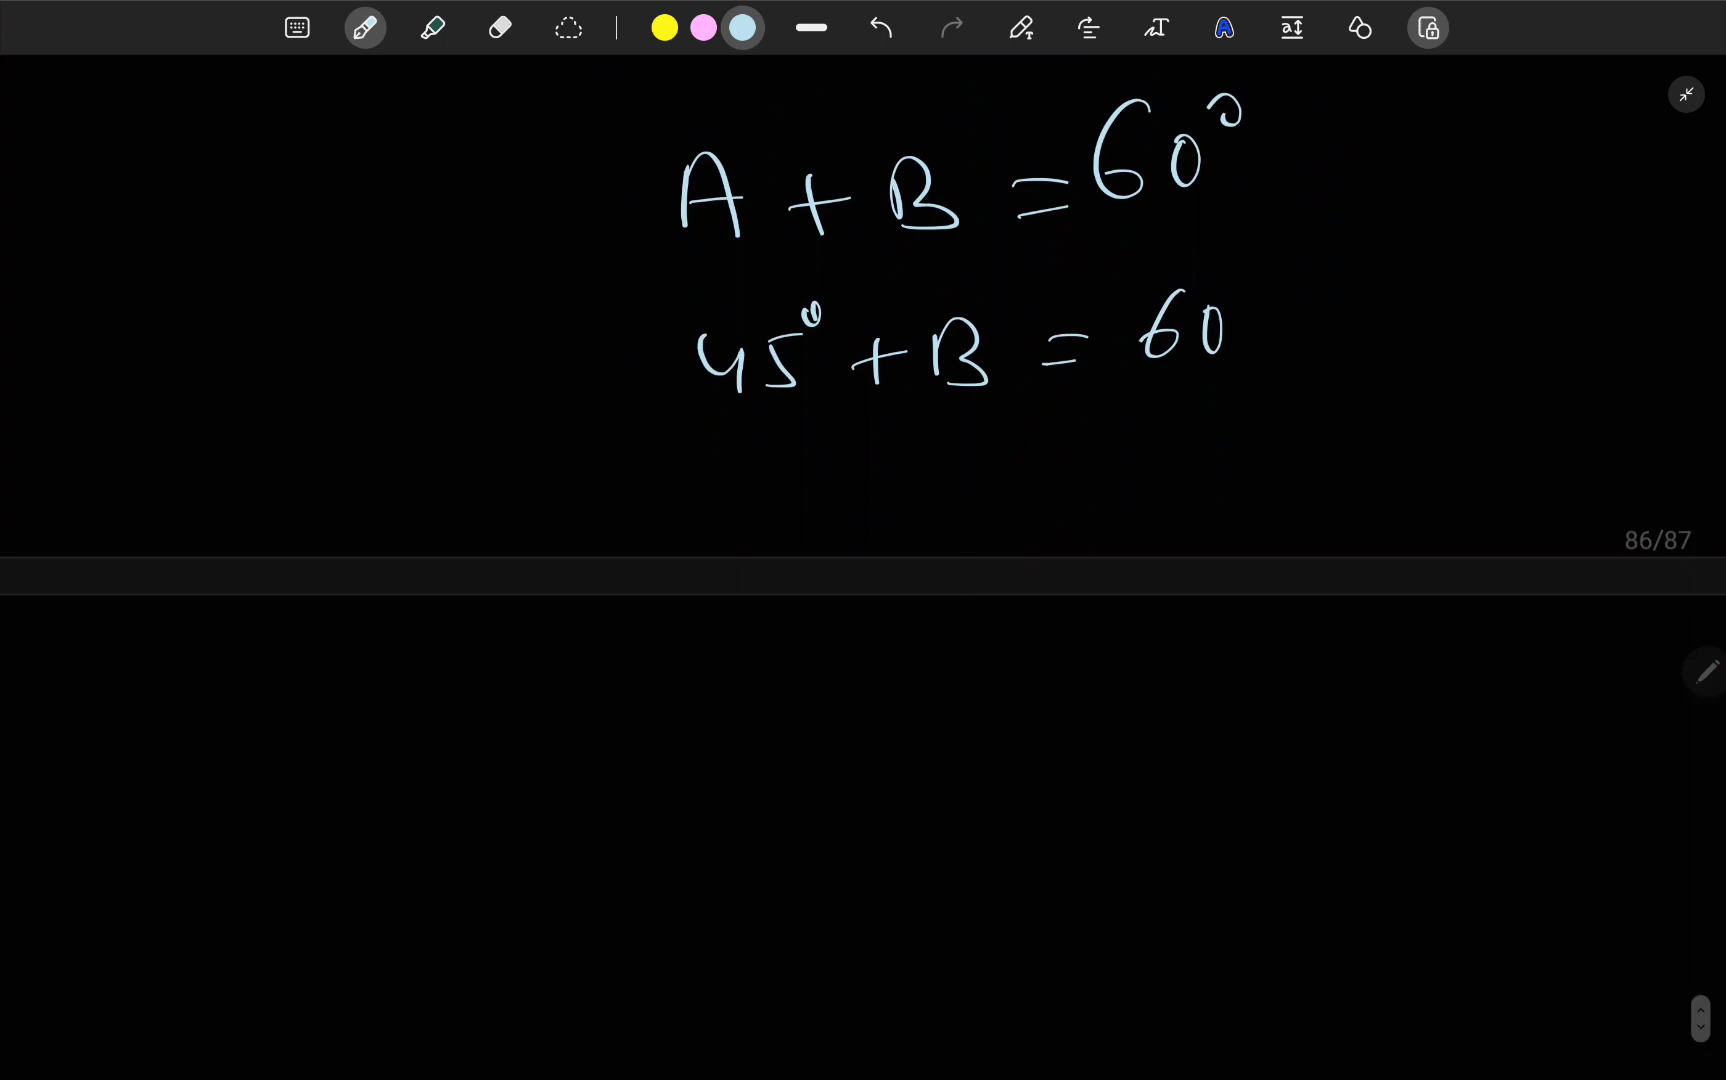 A + B = 60°
45° + B = 60
86/87